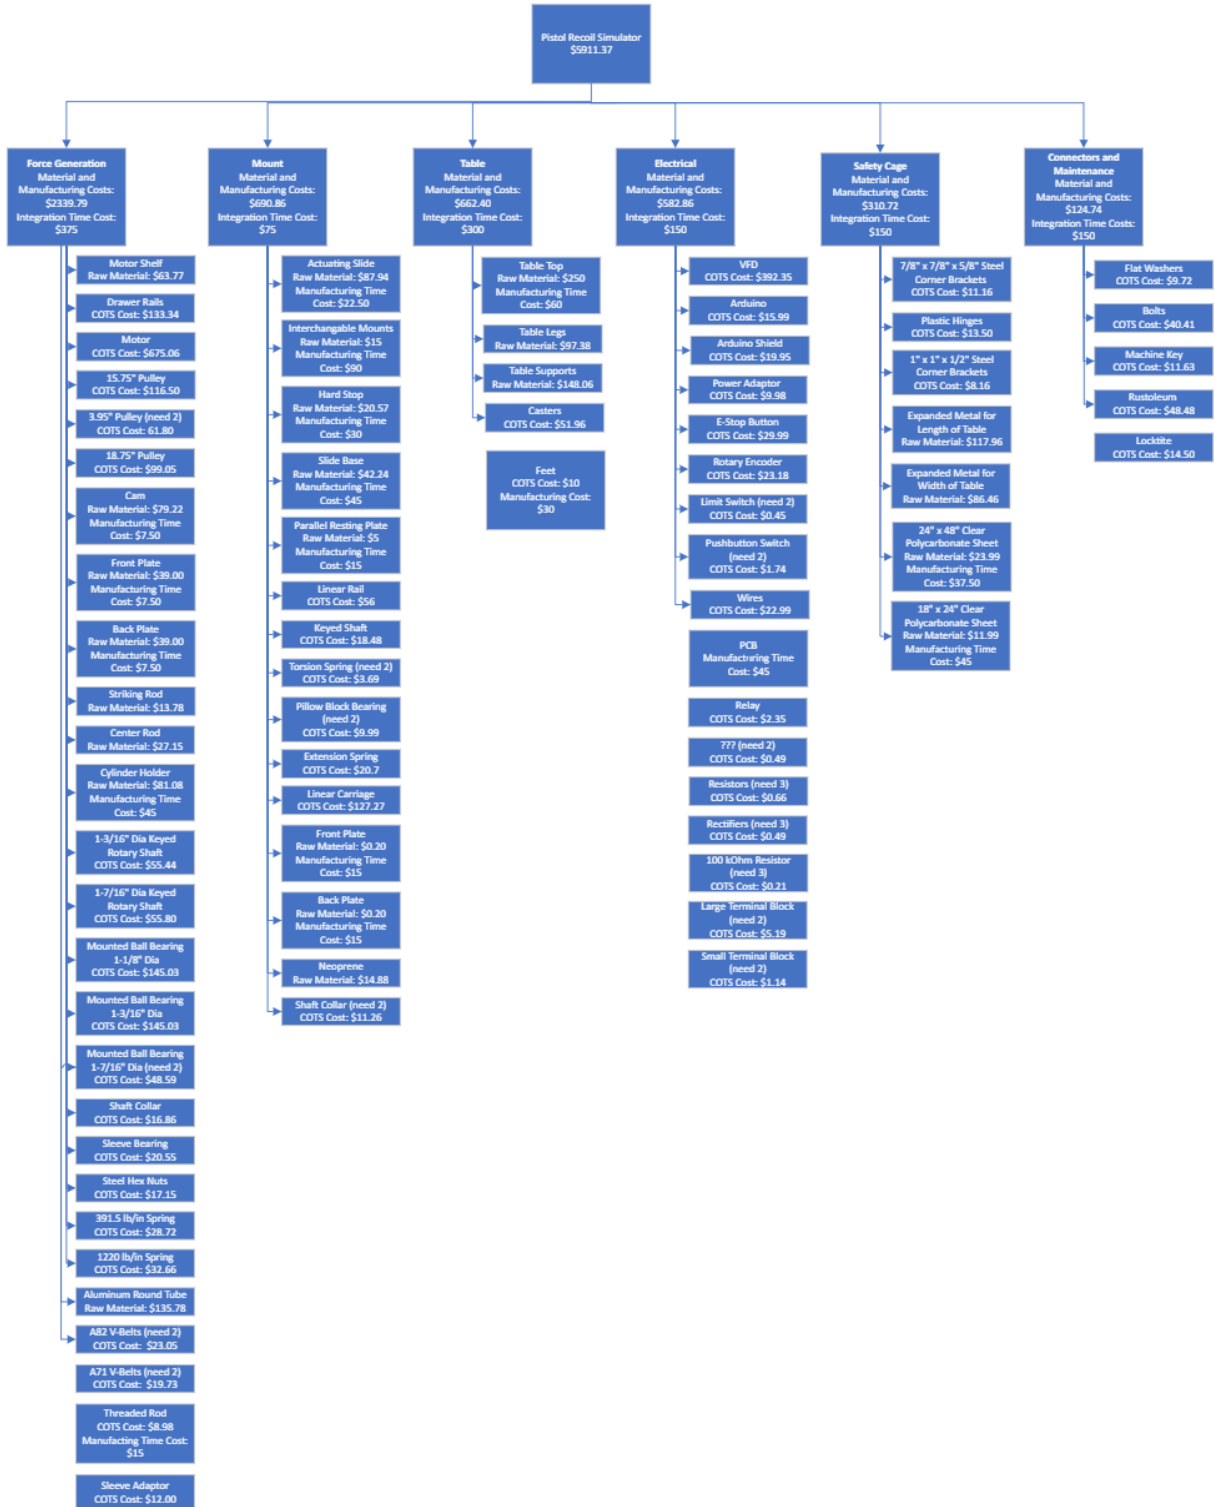 Pistol Recoil Simulator
$5911.37
Force Generation
Material and
Manufacturing Costs:
$2339.79
Integration Time Cost:
$375
Motor Shelf
Raw Material: $63.77
Drawer Rails
COTS Cost: $133.34
Motor
COTS Cost: $675.06
15.75" Pulley
COTS Cost: $116.50
3.95" Pulley (need 2)
COTS Cost: 61.80
18.75" Pulley
COTS Cost: $99.05
Cam
Raw Material: $79.22
Manufacturing Time
Cost: $7.50
Front Plate
Raw Material: $39.00
Manufacturing Time
Cost: $7.50
Back Plate
Raw Material: $39.00
Manufacturing Time
Cost: $7.50
Striking Rod
Raw Material: $13.78
Center Rod
Raw Material: $27.15
Cylinder Holder
Raw Material: $81.08
Manufacturing Time
Cost: $45
1-3/16" Dia Keyed
Rotary Shaft
COTS Cost: $55.44
1-7/16" Dia Keyed
Rotary Shaft
COTS Cost: $55.80
Mounted Ball Bearing
1-1/8" Dia
COTS Cost: $145.03
Mounted Ball Bearing
1-3/16" Dia
COTS Cost: $145.03
Mounted Ball Bearing
1-7/16" Dia (need 2)
COTS Cost: $48.59
Shaft Collar
COTS Cost: $16.86
Sleeve Bearing
COTS Cost: $20.55
Steel Hex Nuts
COTS Cost: $17.15
391.5 lb/in Spring
COTS Cost: $28.72
1220 lb/in Spring
COTS Cost: $32.66
Aluminum Round Tube
Raw Material: $135.78
A82 V-Belts (need 2)
COTS Cost: $23.05
A71 V-Belts (need 2)
COTS Cost: $19.73
Threaded Rod
COTS Cost: $8.98
Manufacting Time Cost:
$15
Sleeve Adaptor
COTS Cost: $12.00
Mount
Material and
Manufacturing Costs:
$690.86
Integration Time Cost:
$75
Actuating Slide
Raw Material: $87.94
Manufacturing Time
Cost: $22.50
Interchangable Mounts
Raw Material: $15
Manufacturing Time
Cost: $90
Hard Stop
Raw Material: $20.57
Manufacturing Time
Cost: $30
Slide Base
Raw Material: $42.24
Manufacturing Time
Cost: $45
Parallel Resting Plate
Raw Material: $5
Manufacturing Time
Cost: $15
Linear Rail
COTS Cost: $56
Keyed Shaft
COTS Cost: $18.48
Torsion Spring (need 2)
COTS Cost: $3.69
Pillow Block Bearing
(need 2)
COTS Cost: $9.99
Extension Spring
COTS Cost: $20.7
Linear Carriage
COTS Cost: $127.27
Front Plate
Raw Material: $0.20
Manufacturing Time
Cost: $15
Back Plate
Raw Material: $0.20
Manufacturing Time
Cost: $15
Neoprene
Raw Material: $14.88
Shaft Collar (need 2)
COTS Cost: $11.26
Table
Material and
Manufacturing Costs:
$662.40
Integration Time Cost:
$300
Table Top
Raw Material: $250
Manufacturing Time
Cost: $60
Table Legs
Raw Material: $97.38
Table Supports
Raw Material: $148.06
Casters
COTS Cost: $51.96
Feet
COTS Cost: $10
Manufacturing Cost:
$30
Electrical
Material and
Manufacturing Costs:
$582.86
Integration Time Cost:
$150
VFD
COTS Cost: $392.35
Arduino
COTS Cost: $15.99
Arduino Shield
COTS Cost: $19.95
Power Adaptor
COTS Cost: $9.98
E-Stop Button
COTS Cost: $29.99
Rotary Encoder
COTS Cost: $23.18
Limit Switch (need 2)
COTS Cost: $0.45
Pushbutton Switch
(need 2)
COTS Cost: $1.74
Wires
COTS Cost: $22.99
PCB
Manufacturing Time
Cost: $45
Relay
COTS Cost: $2.35
??? (need 2)
COTS Cost: $0.49
Resistors (need 3)
COTS Cost: $0.66
Rectifiers (need 3)
COTS Cost: $0.49
100 kOhm Resistor
(need 3)
COTS Cost: $0.21
Large Terminal Block
(need 2)
COTS Cost: $5.19
Small Terminal Block
(need 2)
COTS Cost: $1.14
Safety Cage
Material and
Manufacturing Costs:
$310.72
Integration Time Cost:
$150
7/8" x 7/8" x 5/8" Steel
Corner Brackets
COTS Cost: $11.16
Plastic Hinges
COTS Cost: $13.50
1" x 1" x 1/2" Steel
Corner Brackets
COTS Cost: $8.16
Expanded Metal for
Length of Table
Raw Material: $117.96
Expanded Metal for
Width of Table
Raw Material: $86.46
24" x 48" Clear
Polycarbonate Sheet
Raw Material: $23.99
Manufacturing Time
Cost: $37.50
18" x 24" Clear
Polycarbonate Sheet
Raw Material: $11.99
Manufacturing Time
Cost: $45
Connectors and
Maintenance
Material and
Manufacturing Costs:
$124.74
Integration Time Costs:
$150
Flat Washers
COTS Cost: $9.72
Bolts
COTS Cost: $40.41
Machine Key
COTS Cost: $11.63
Rustoleum
COTS Cost: $48.48
Locktite
COTS Cost: $14.50